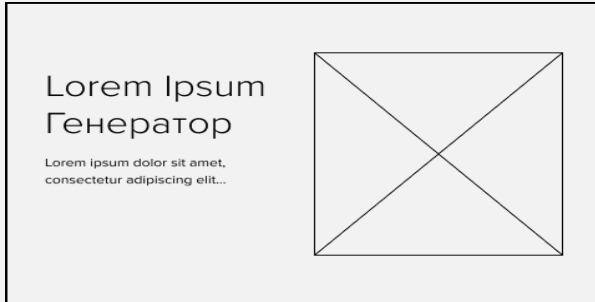 Lorem Ipsum
Генератор
Lorem ipsum dolor sit amet,
consectetur adipiscing elit...